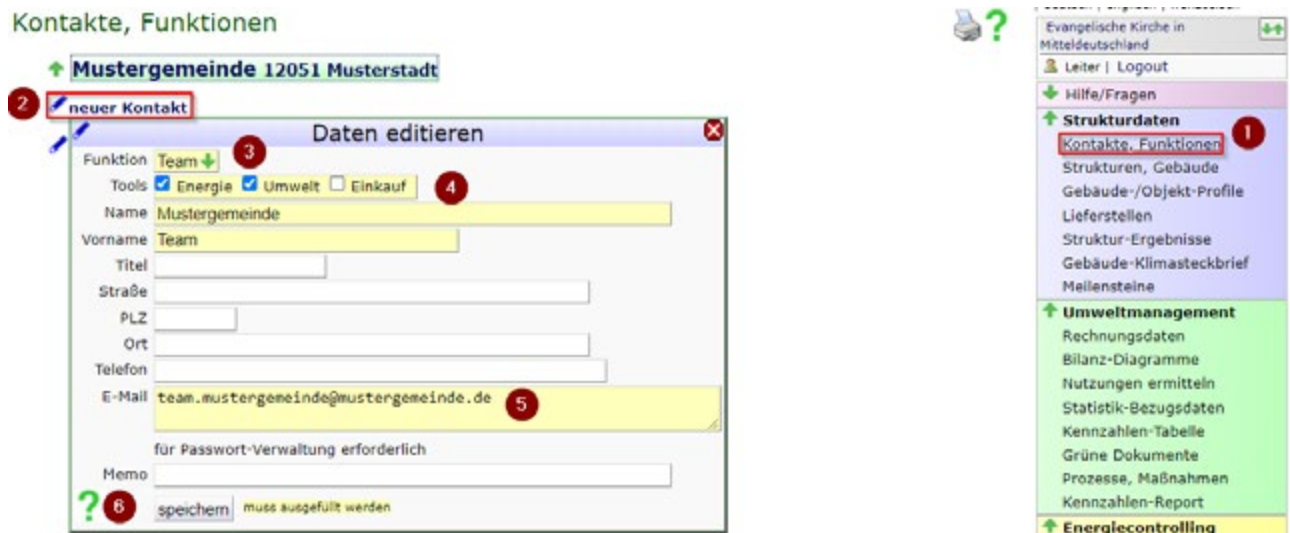 Kontakte, Funktionen
Mustergemeinde 12051 Musterstadt
2
neuer Kontakt
Daten editieren
Funktion Team 3
Tools Energie Umwelt Einkauf 4
Name Mustergemeinde
Vorname Team
Titel
Straße
PLZ
Ort
Telefon
E-Mail team.mustergemeinde@mustergemeinde.de 5
für Passwort-Verwaltung erforderlich
Memo
? 6 speichern muss ausgefüllt werden
?
Evangelische Kirche in
Mitteldeutschland
Leiter | Logout
Hilfe/Fragen
Strukturdaten
Kontakte, Funktionen 1
Strukturen, Gebäude
Gebäude-/Objekt-Profile
Lieferstellen
Struktur-Ergebnisse
Gebäude-Klimasteckbrief
Meilensteine
Umweltmanagement
Rechnungsdaten
Bilanz-Diagramme
Nutzungen ermitteln
Statistik-Bezugsdaten
Kennzahlen-Tabelle
Grüne Dokumente
Prozesse, Maßnahmen
Kennzahlen-Report
Energiecontrolling